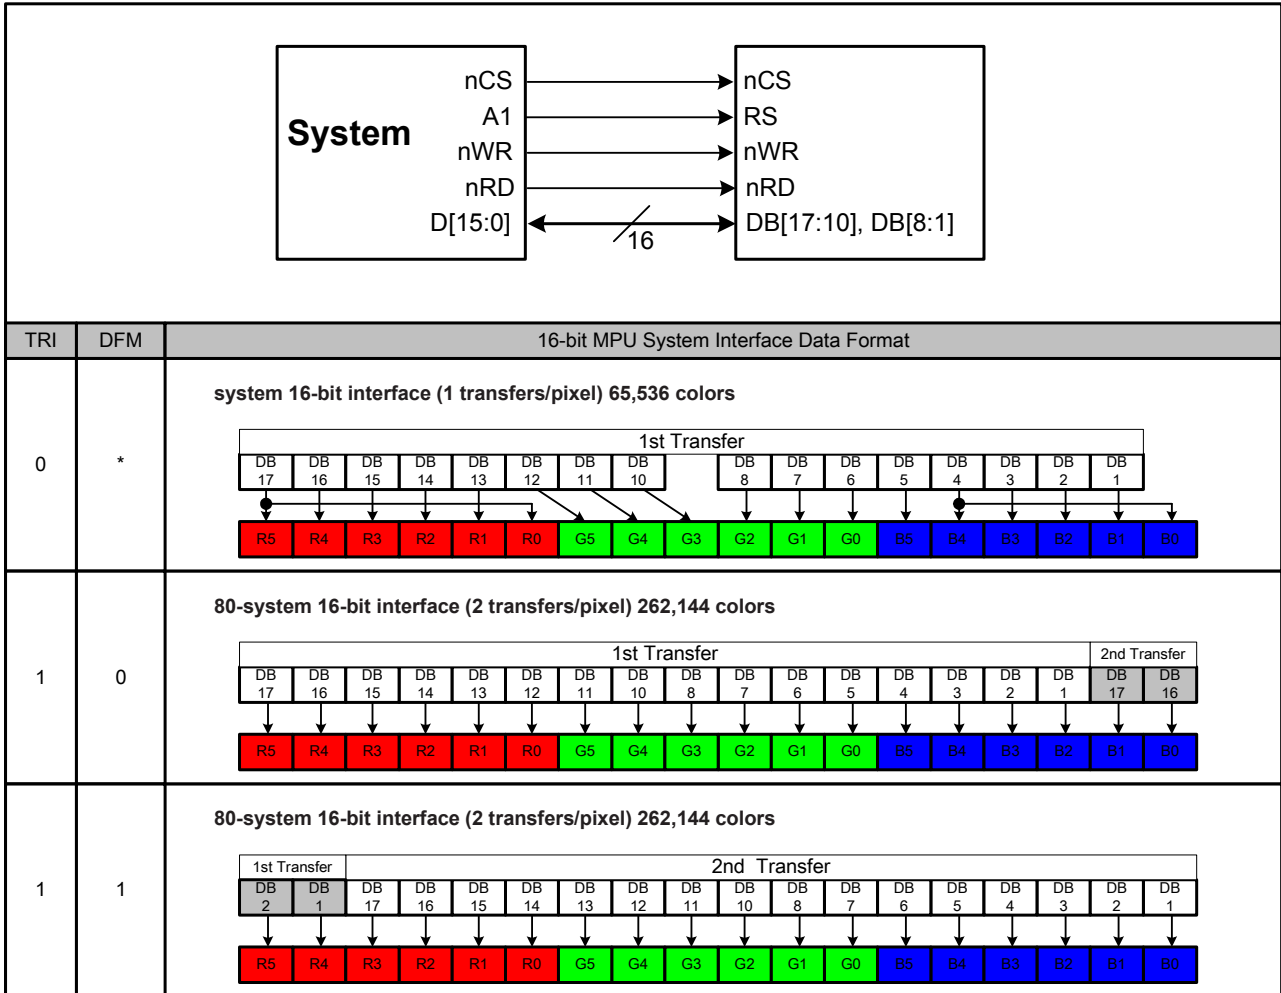 nCS nCS
System A1 RS
nWR nWR
nRD nRD
D[15:0] 16 DB[17:10], DB[8:1]
TRI DFM 16-bit MPU System Interface Data Format
system 16-bit interface (1 transfers/pixel) 65,536 colors
1st Transfer
0 *
DB DB DB DB DB DB DB DB DB DB DB DB DB DB DB DB
17 16 15 14 13 12 11 10 8 7 6 5 4 3 2 1
R5 R4 R3 R2 R1 R0 G5 G4 G3 G2 G1 G0 B5 B4 B3 B2 B1 B0
80-system 16-bit interface (2 transfers/pixel) 262,144 colors
1st Transfer 2nd Transfer
1 0
DB DB DB DB DB DB DB DB DB DB DB DB DB DB DB DB DB DB
17 16 15 14 13 12 11 10 8 7 6 5 4 3 2 1 17 16
R5 R4 R3 R2 R1 R0 G5 G4 G3 G2 G1 G0 B5 B4 B3 B2 B1 B0
80-system 16-bit interface (2 transfers/pixel) 262,144 colors
1st Transfer 2nd Transfer
1 1
DB DB DB DB DB DB DB DB DB DB DB DB DB DB DB DB DB DB
2 1 17 16 15 14 13 12 11 10 8 7 6 5 4 3 2 1
R5 R4 R3 R2 R1 R0 G5 G4 G3 G2 G1 G0 B5 B4 B3 B2 B1 B0